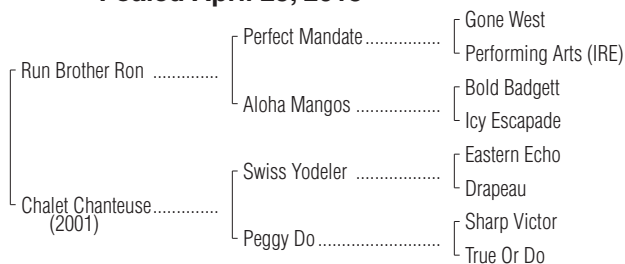 Foaled April 23, 2013
Gone West
Perfect Mandate
Performing Arts (IRE)
Run Brother Ron
Bold Badgett
Aloha Mangos
Icy Escapade
Eastern Echo
Swiss Yodeler
Drapeau
Chalet Chanteuse
(2001)
Sharp Victor
Peggy Do
True Or Do